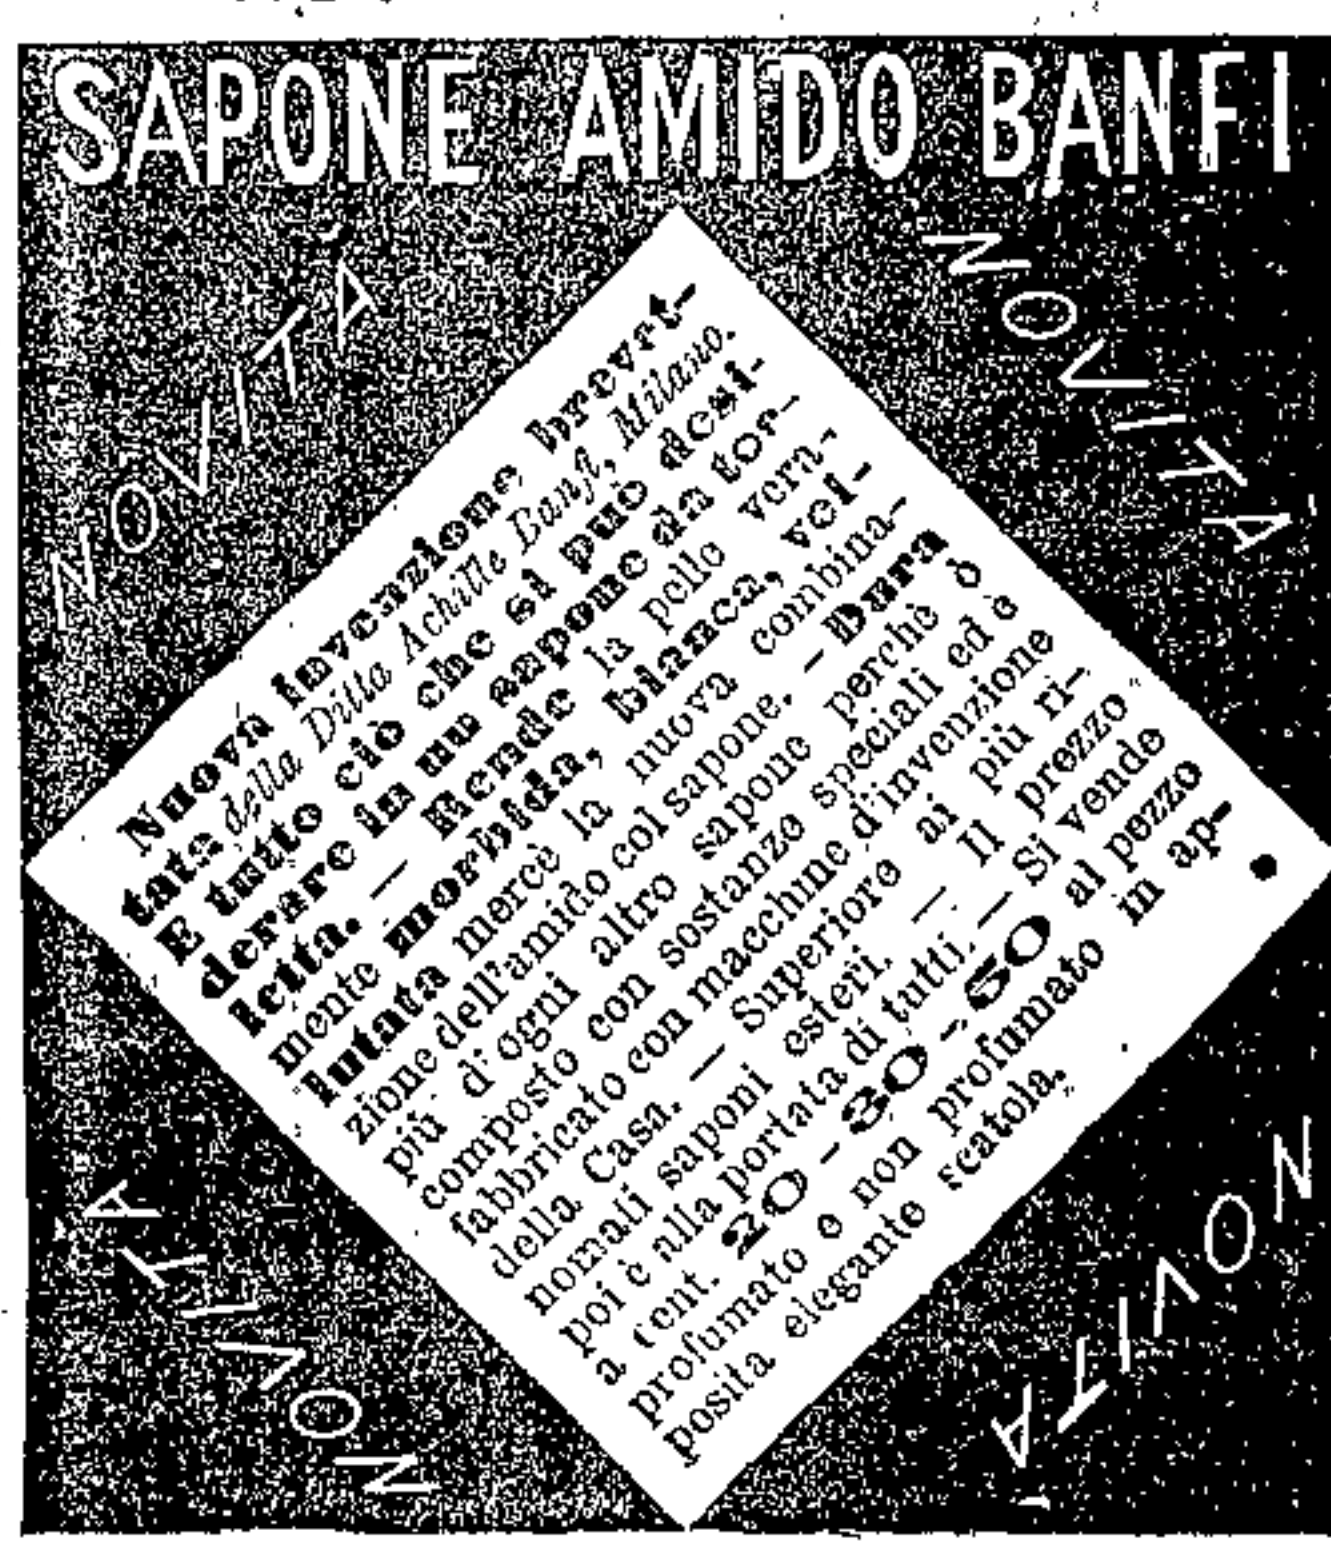 SAPONE AMIDO BANFI
NOVITÀ
NOVITÀ
Nuova invenzione brevet-
tata della Ditta Achille Banfi, Milano.
E tutto ciò che si può desi-
derare in un sapone da tor-
letta. — Rende la pelle vera-
mente morbida, bianca, vel-
lutata mercè la nuova combina-
zione dell'amido col sapone. — Dura
più d'ogni altro sapone perchè è
composto con sostanze speciali ed è
fabbricato con macchine d'invenzione
della Casa. — Superiore ai più ri-
nomati saponi esteri. — Il prezzo
poi è alla portata di tutti. — Si vende
a cent. 20 - 30 - 50 al pezzo
profumato e non profumato in ap-
posita elegante scatola.
NOVITÀ
NOVITÀ